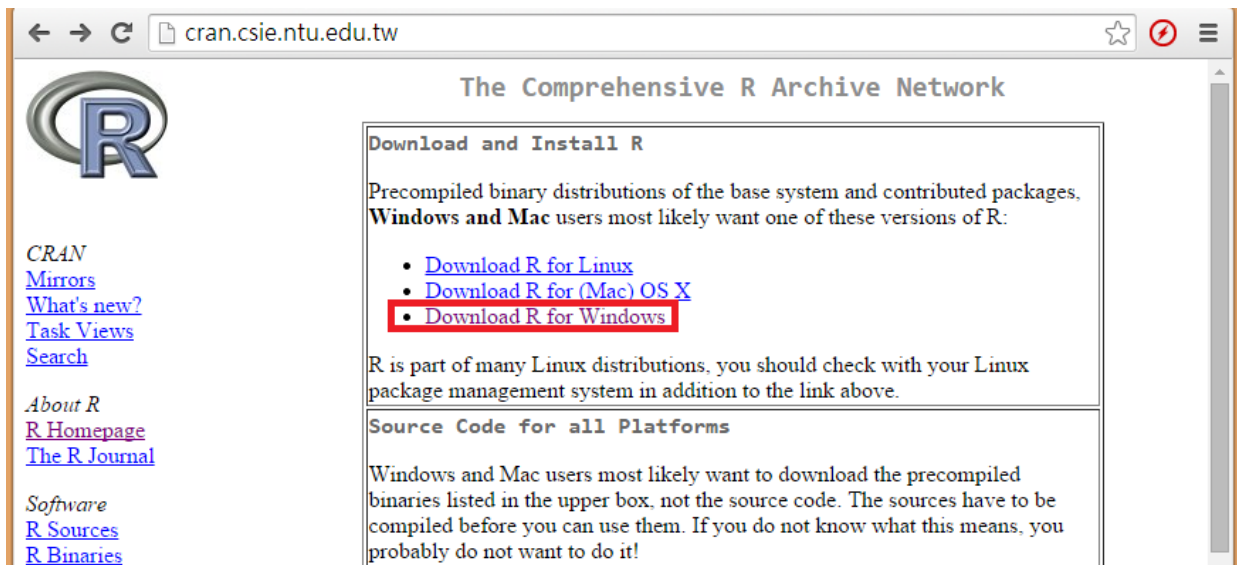 cran.csie.ntu.edu.tw
R
CRAN
Mirrors
What's new?
Task Views
Search
About R
R Homepage
The R Journal
Software
R Sources
R Binaries
The Comprehensive R Archive Network
Download and Install R
Precompiled binary distributions of the base system and contributed packages,
Windows and Mac users most likely want one of these versions of R:
• Download R for Linux
• Download R for (Mac) OS X
• Download R for Windows
R is part of many Linux distributions, you should check with your Linux
package management system in addition to the link above.
Source Code for all Platforms
Windows and Mac users most likely want to download the precompiled
binaries listed in the upper box, not the source code. The sources have to be
compiled before you can use them. If you do not know what this means, you
probably do not want to do it!